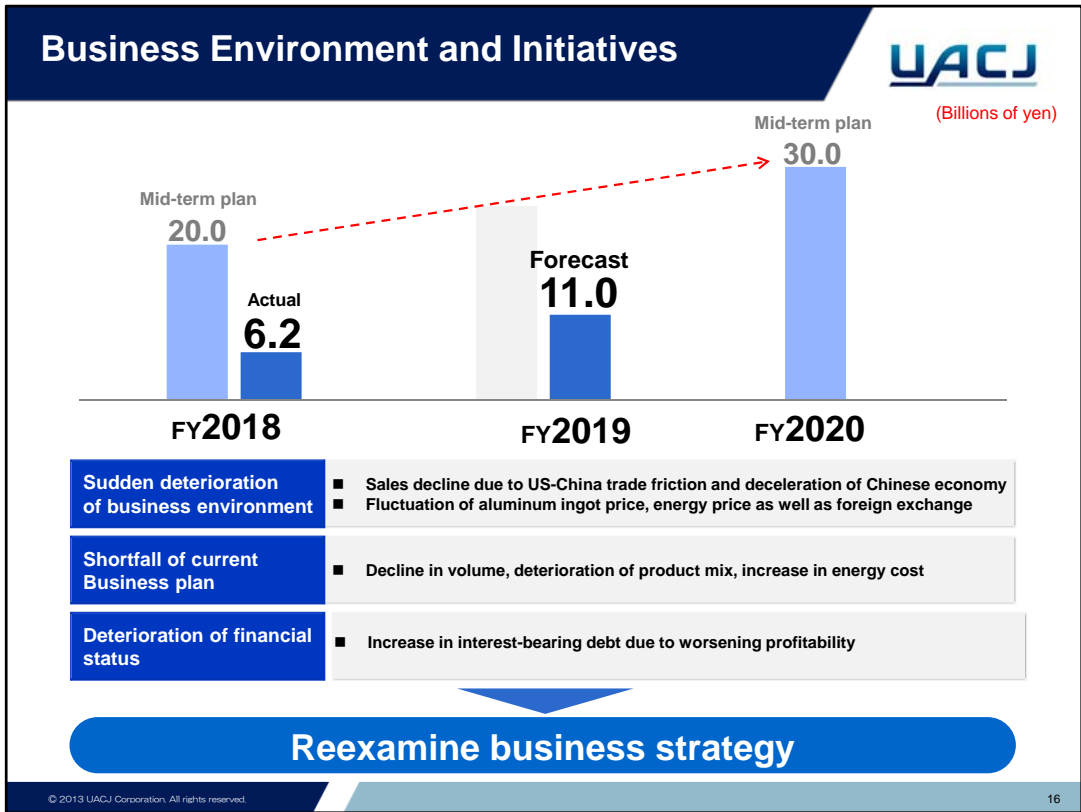 Business Environment and Initiatives
UACJ
(Billions of yen)
Mid-term plan
30.0
Mid-term plan
20.0
Actual
6.2
Forecast
11.0
FY2018
FY2019
FY2020
Sudden deterioration
of business environment
■ Sales decline due to US-China trade friction and deceleration of Chinese economy
■ Fluctuation of aluminum ingot price, energy price as well as foreign exchange
Shortfall of current
Business plan
■ Decline in volume, deterioration of product mix, increase in energy cost
Deterioration of financial
status
■ Increase in interest-bearing debt due to worsening profitability
Reexamine business strategy
© 2013 UACJ Corporation. All rights reserved.
16